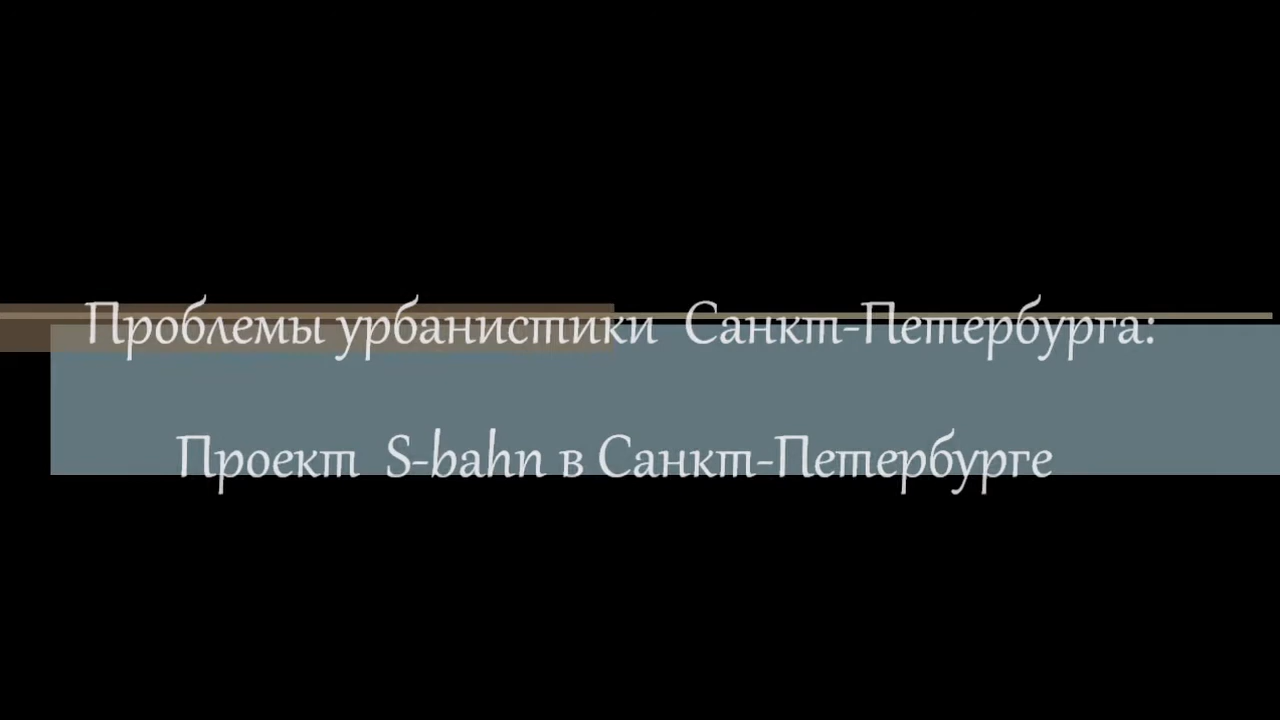 Проблемы урбанистики Санкт-Петербурга:
Проект S-bahn в Санкт-Петербурге